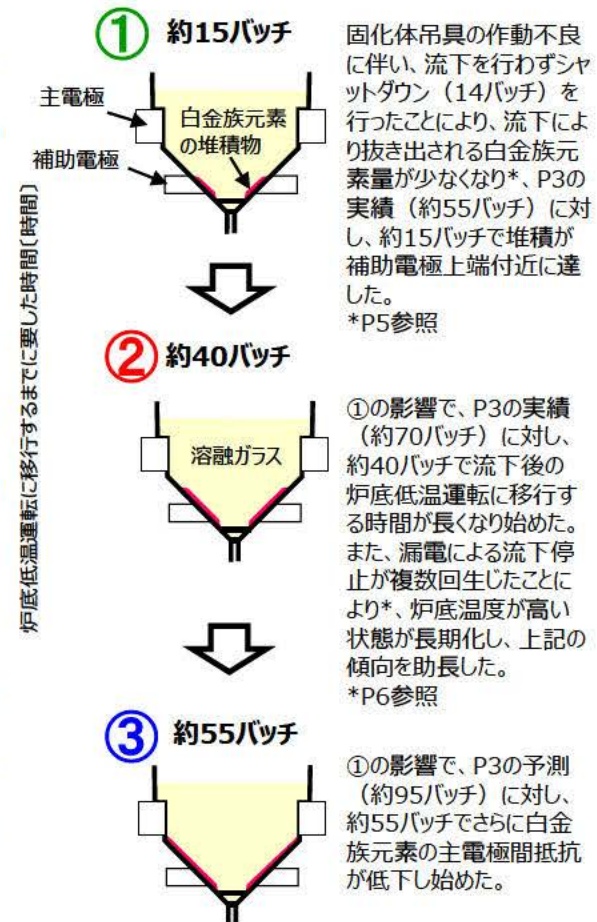 ① 約15バッチ
主電極
補助電極
白金族元素
の堆積物
固化体吊具の作動不良
に伴い、流下を行わずシャ
ットダウン（14バッチ）を
行ったことにより、流下によ
り抜き出される白金族元
素量が少なくなり*、P3の
実績（約55バッチ）に対
し、約15バッチで堆積が
補助電極上端付近に達
した。
*P5参照
炉底低温運転に移行するまでに要した時間[時間]
② 約40バッチ
溶融ガラス
①の影響で、P3の実績
（約70バッチ）に対し、
約40バッチで流下後の
炉底低温運転に移行す
る時間が長くなり始めた。
また、漏電による流下停
止が複数回生じたことに
より*、炉底温度が高い
状態が長期化し、上記の
傾向を助長した。
*P6参照
③ 約55バッチ
①の影響で、P3の予測
（約95バッチ）に対し、
約55バッチでさらに白金
族元素の主電極間抵抗
が低下し始めた。